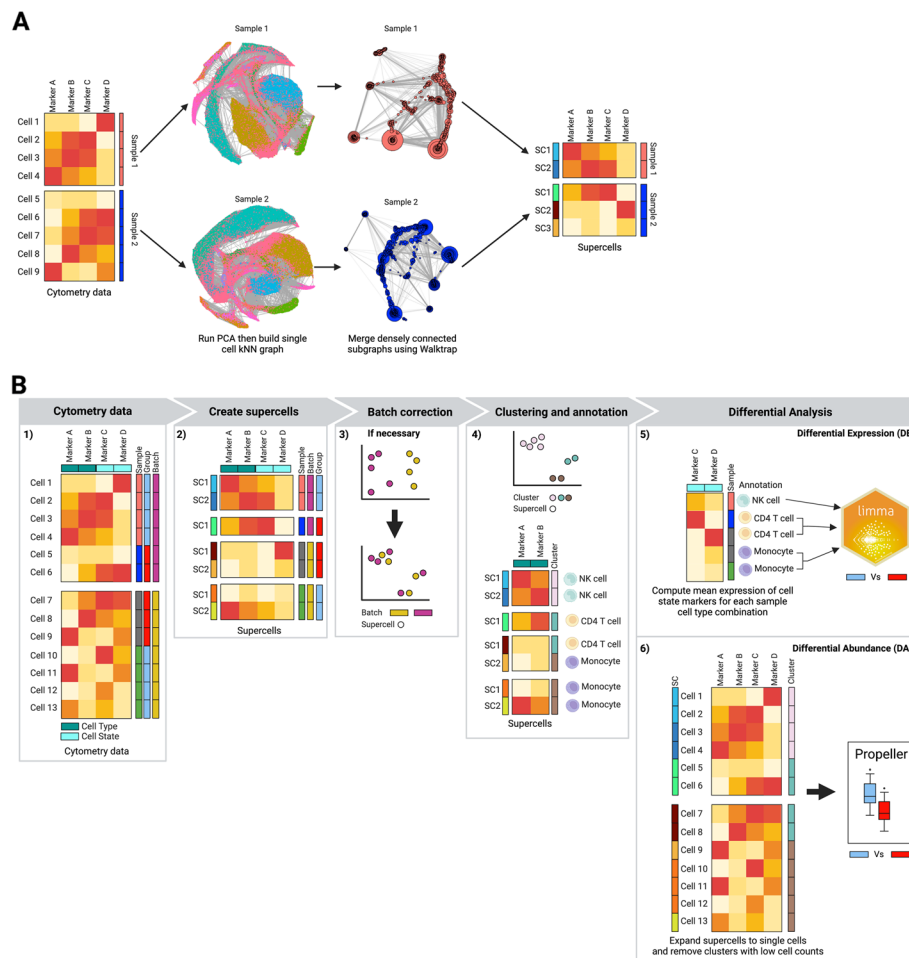 A
Sample 1
Sample 1
Marker A
Marker B
Marker C
Marker D
Cell 1
Cell 2
Cell 3
Cell 4
Sample 1
Cell 5
Cell 6
Cell 7
Cell 8
Cell 9
Sample 2
Cytometry data
Sample 2
Sample 2
Run PCA then build single
cell kNN graph
Merge densely connected
subgraphs using Walktrap
Marker A
Marker B
Marker C
Marker D
SC1
SC2
Sample 1
SC1
SC2
SC3
Sample 2
Supercells
B
Cytometry data
Create supercells
Batch correction
Clustering and annotation
Differential Analysis
1)
Marker A
Marker B
Marker C
Marker D
Sample
Group
Batch
Cell 1
Cell 2
Cell 3
Cell 4
Cell 5
Cell 6
Cell 7
Cell 8
Cell 9
Cell 10
Cell 11
Cell 12
Cell 13
Cell Type
Cell State
Cytometry data
2)
Marker A
Marker B
Marker C
Marker D
Sample
Batch
Group
SC1
SC2
SC1
SC1
SC2
SC1
SC2
Supercells
3)
If necessary
Batch
Supercell
4)
Cluster
Supercell
Marker A
Marker B
Cluster
SC1
NK cell
SC2
NK cell
SC1
CD4 T cell
SC1
CD4 T cell
SC2
Monocyte
SC1
Monocyte
SC2
Monocyte
Supercells
5)
Differential Expression (DE
Marker C
Marker D
Sample
Annotation
NK cell
CD4 T cell
CD4 T cell
Monocyte
Monocyte
limma
Vs
Compute mean expression of cell
state markers for each sample
cell type combination
6)
Differential Abundance (DA
SC
Marker A
Marker B
Marker C
Marker D
Cluster
Cell 1
Cell 2
Cell 3
Cell 4
Cell 5
Cell 6
Cell 7
Cell 8
Cell 9
Cell 10
Cell 11
Cell 12
Cell 13
Propeller
Vs
Expand supercells to single cells
and remove clusters with low cell counts